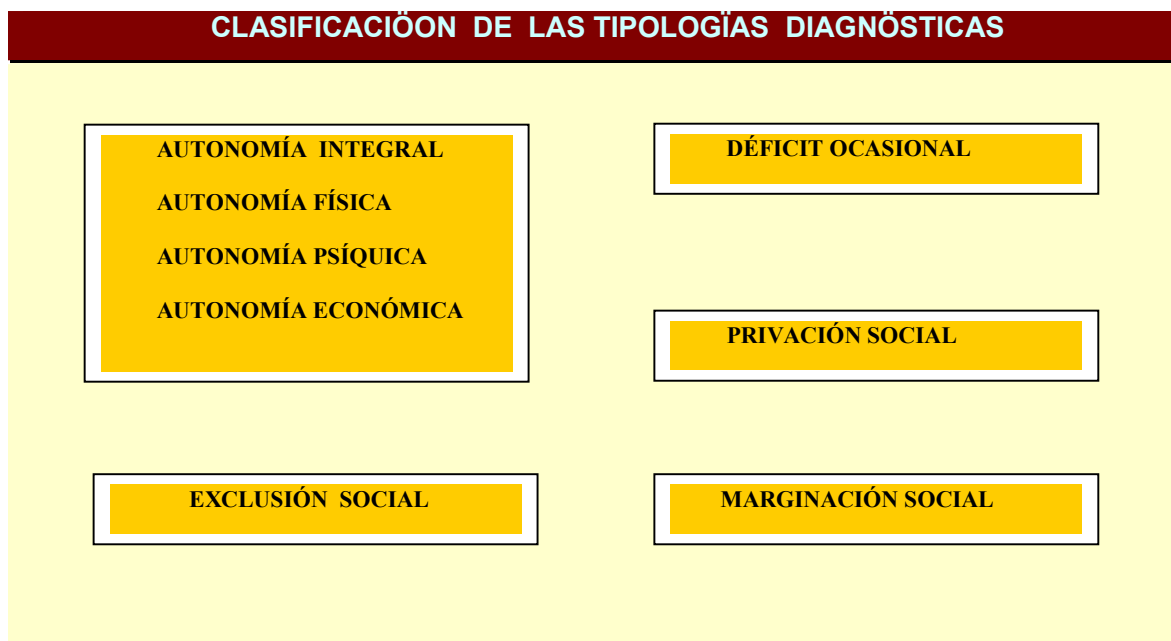 CLASIFICACIÖON DE LAS TIPOLOGÏAS DIAGNÖSTICAS
AUTONOMÍA INTEGRAL
AUTONOMÍA FÍSICA
AUTONOMÍA PSÍQUICA
AUTONOMÍA ECONÓMICA
DÉFICIT OCASIONAL
PRIVACIÓN SOCIAL
EXCLUSIÓN SOCIAL
MARGINACIÓN SOCIAL